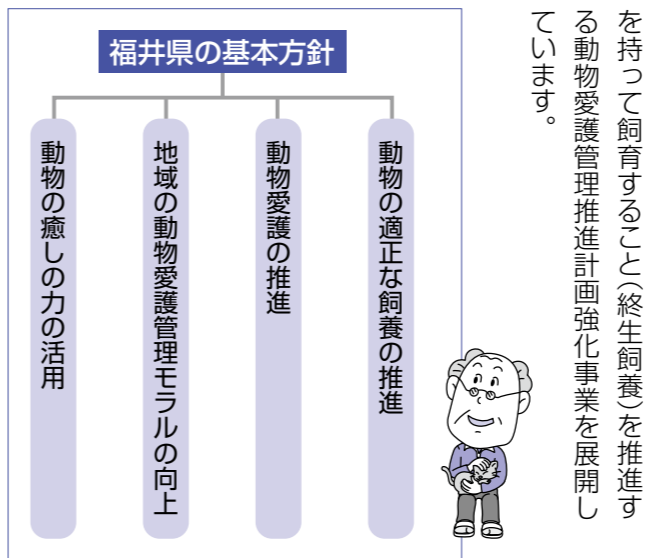 を持って飼育すること(終生飼養)を推進す
る動物愛護管理推進計画強化事業を展開し
ています。
福井県の基本方針
動物の適正な飼養の推進
動物愛護の推進
地域の動物愛護管理モラルの向上
動物の癒しの力の活用